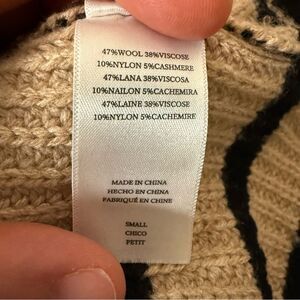 47%WOOL 38%VISCOSE
10%NYLON 5%CASHMERE
47%LANA 38%VISCOSA
10%NAILON 5%CACHEMIRA
47%LAINE 38%VISCOSE
10%NYLON 5%CACHEMIRE
MADE IN CHINA
HECHO EN CHINA
FABRIQUÉ EN CHINE
SMALL
CHICO
PETIT